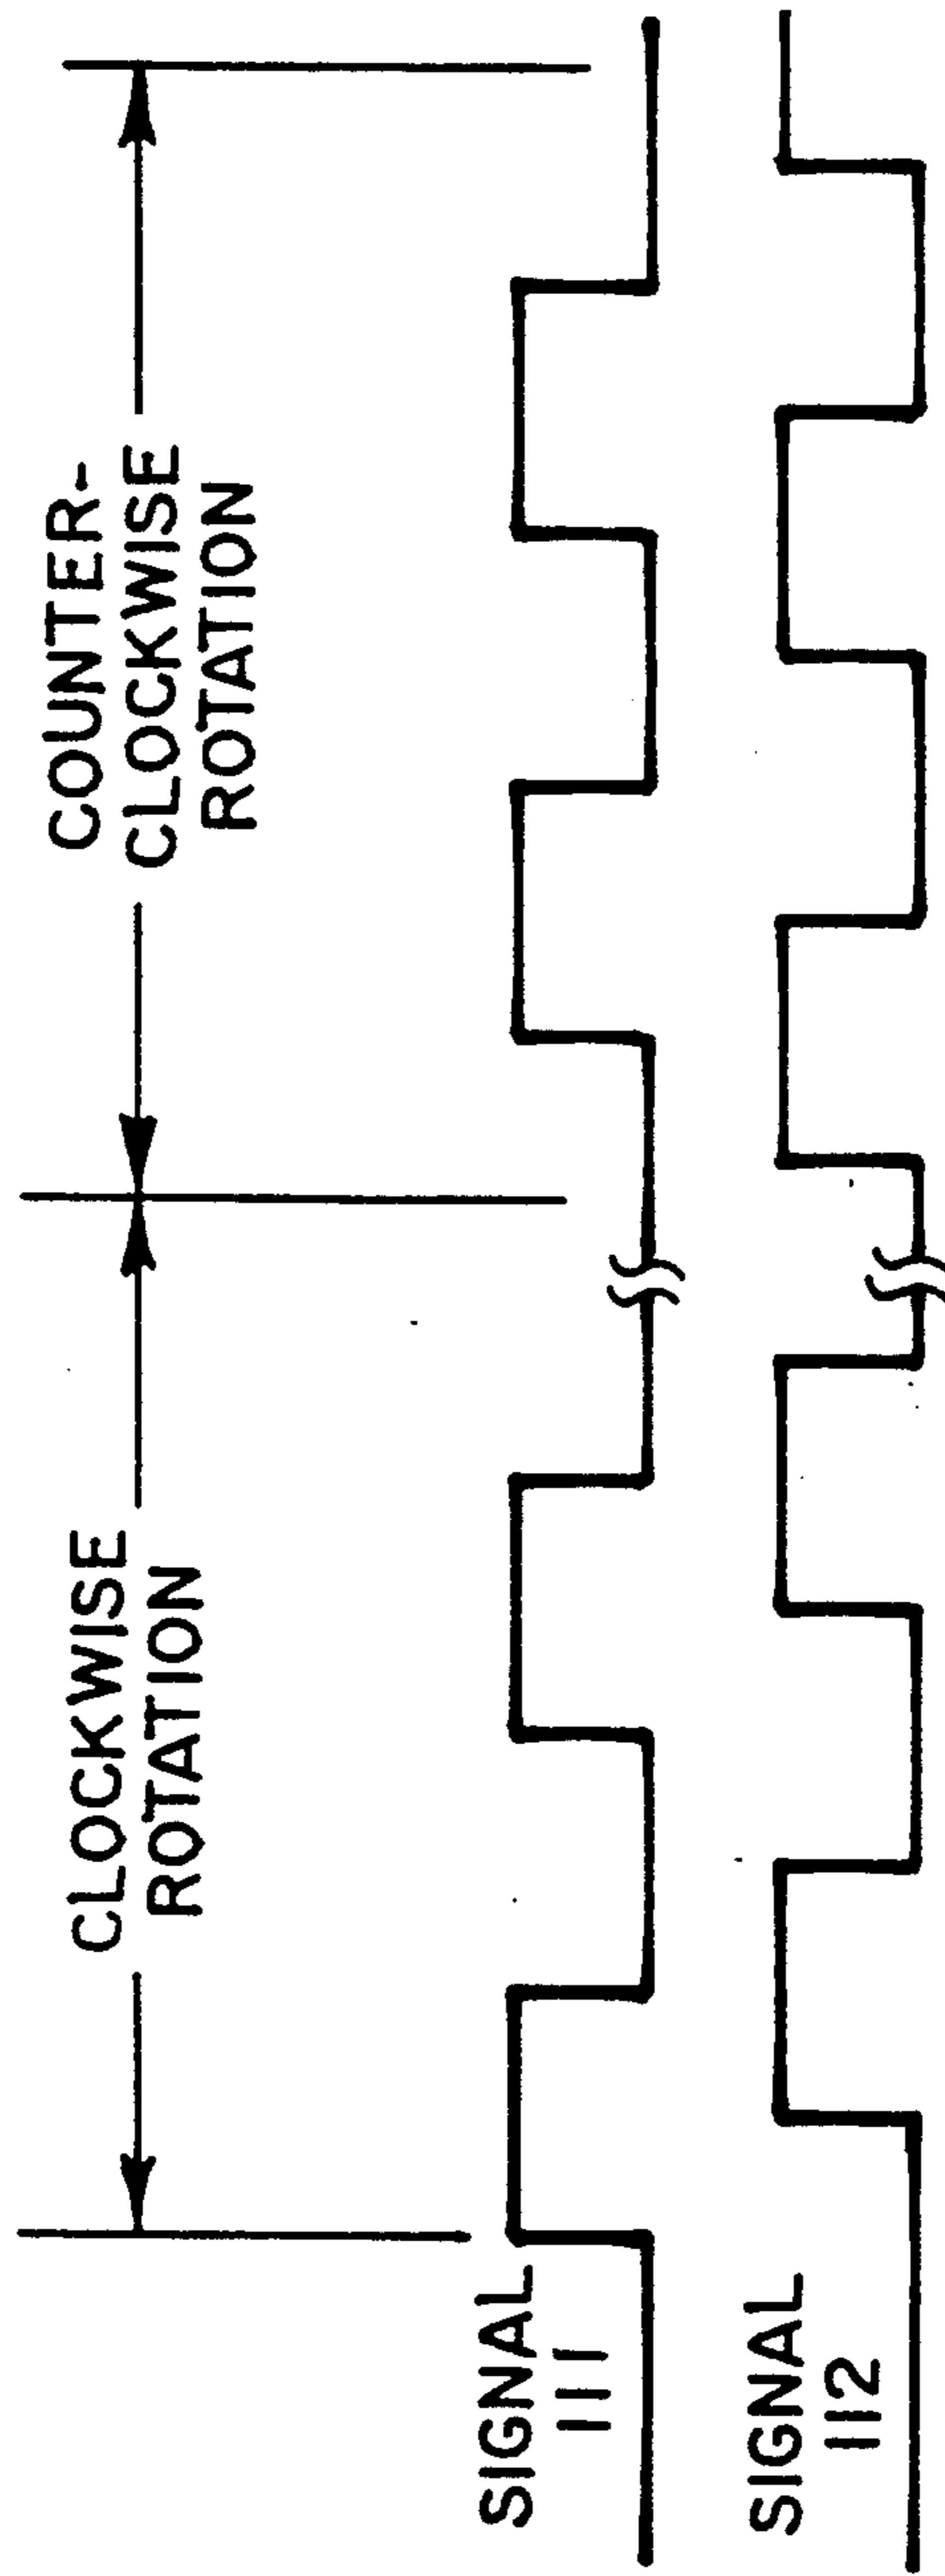 CLOCKWISE
ROTATION
COUNTER-
CLOCKWISE
ROTATION
SIGNAL
111
SIGNAL
112